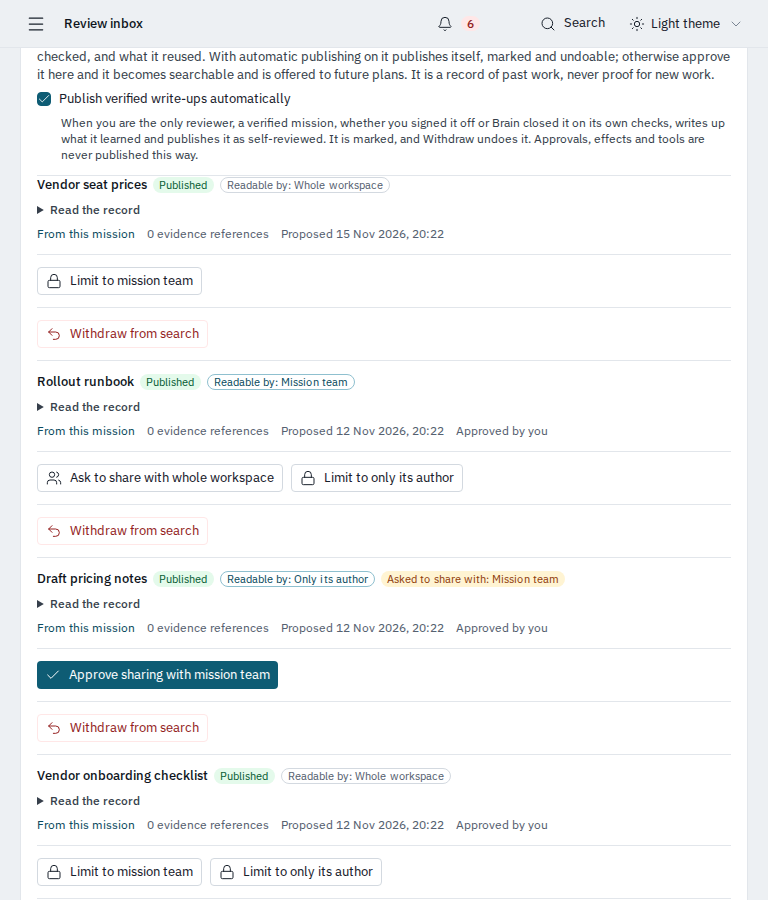 Review inbox
6
Search
Light theme
checked, and what it reused. With automatic publishing on it publishes itself, marked and undoable; otherwise approve
it here and it becomes searchable and is offered to future plans. It is a record of past work, never proof for new work.
Publish verified write-ups automatically
When you are the only reviewer, a verified mission, whether you signed it off or Brain closed it on its own checks, writes up
what it learned and publishes it as self-reviewed. It is marked, and Withdraw undoes it. Approvals, effects and tools are
never published this way.
Vendor seat prices Published Readable by: Whole workspace
Read the record
From this mission 0 evidence references Proposed 15 Nov 2026, 20:22
Limit to mission team
Withdraw from search
Rollout runbook Published Readable by: Mission team
Read the record
From this mission 0 evidence references Proposed 12 Nov 2026, 20:22 Approved by you
Ask to share with whole workspace Limit to only its author
Withdraw from search
Draft pricing notes Published Readable by: Only its author Asked to share with: Mission team
Read the record
From this mission 0 evidence references Proposed 12 Nov 2026, 20:22 Approved by you
Approve sharing with mission team
Withdraw from search
Vendor onboarding checklist Published Readable by: Whole workspace
Read the record
From this mission 0 evidence references Proposed 12 Nov 2026, 20:22 Approved by you
Limit to mission team Limit to only its author